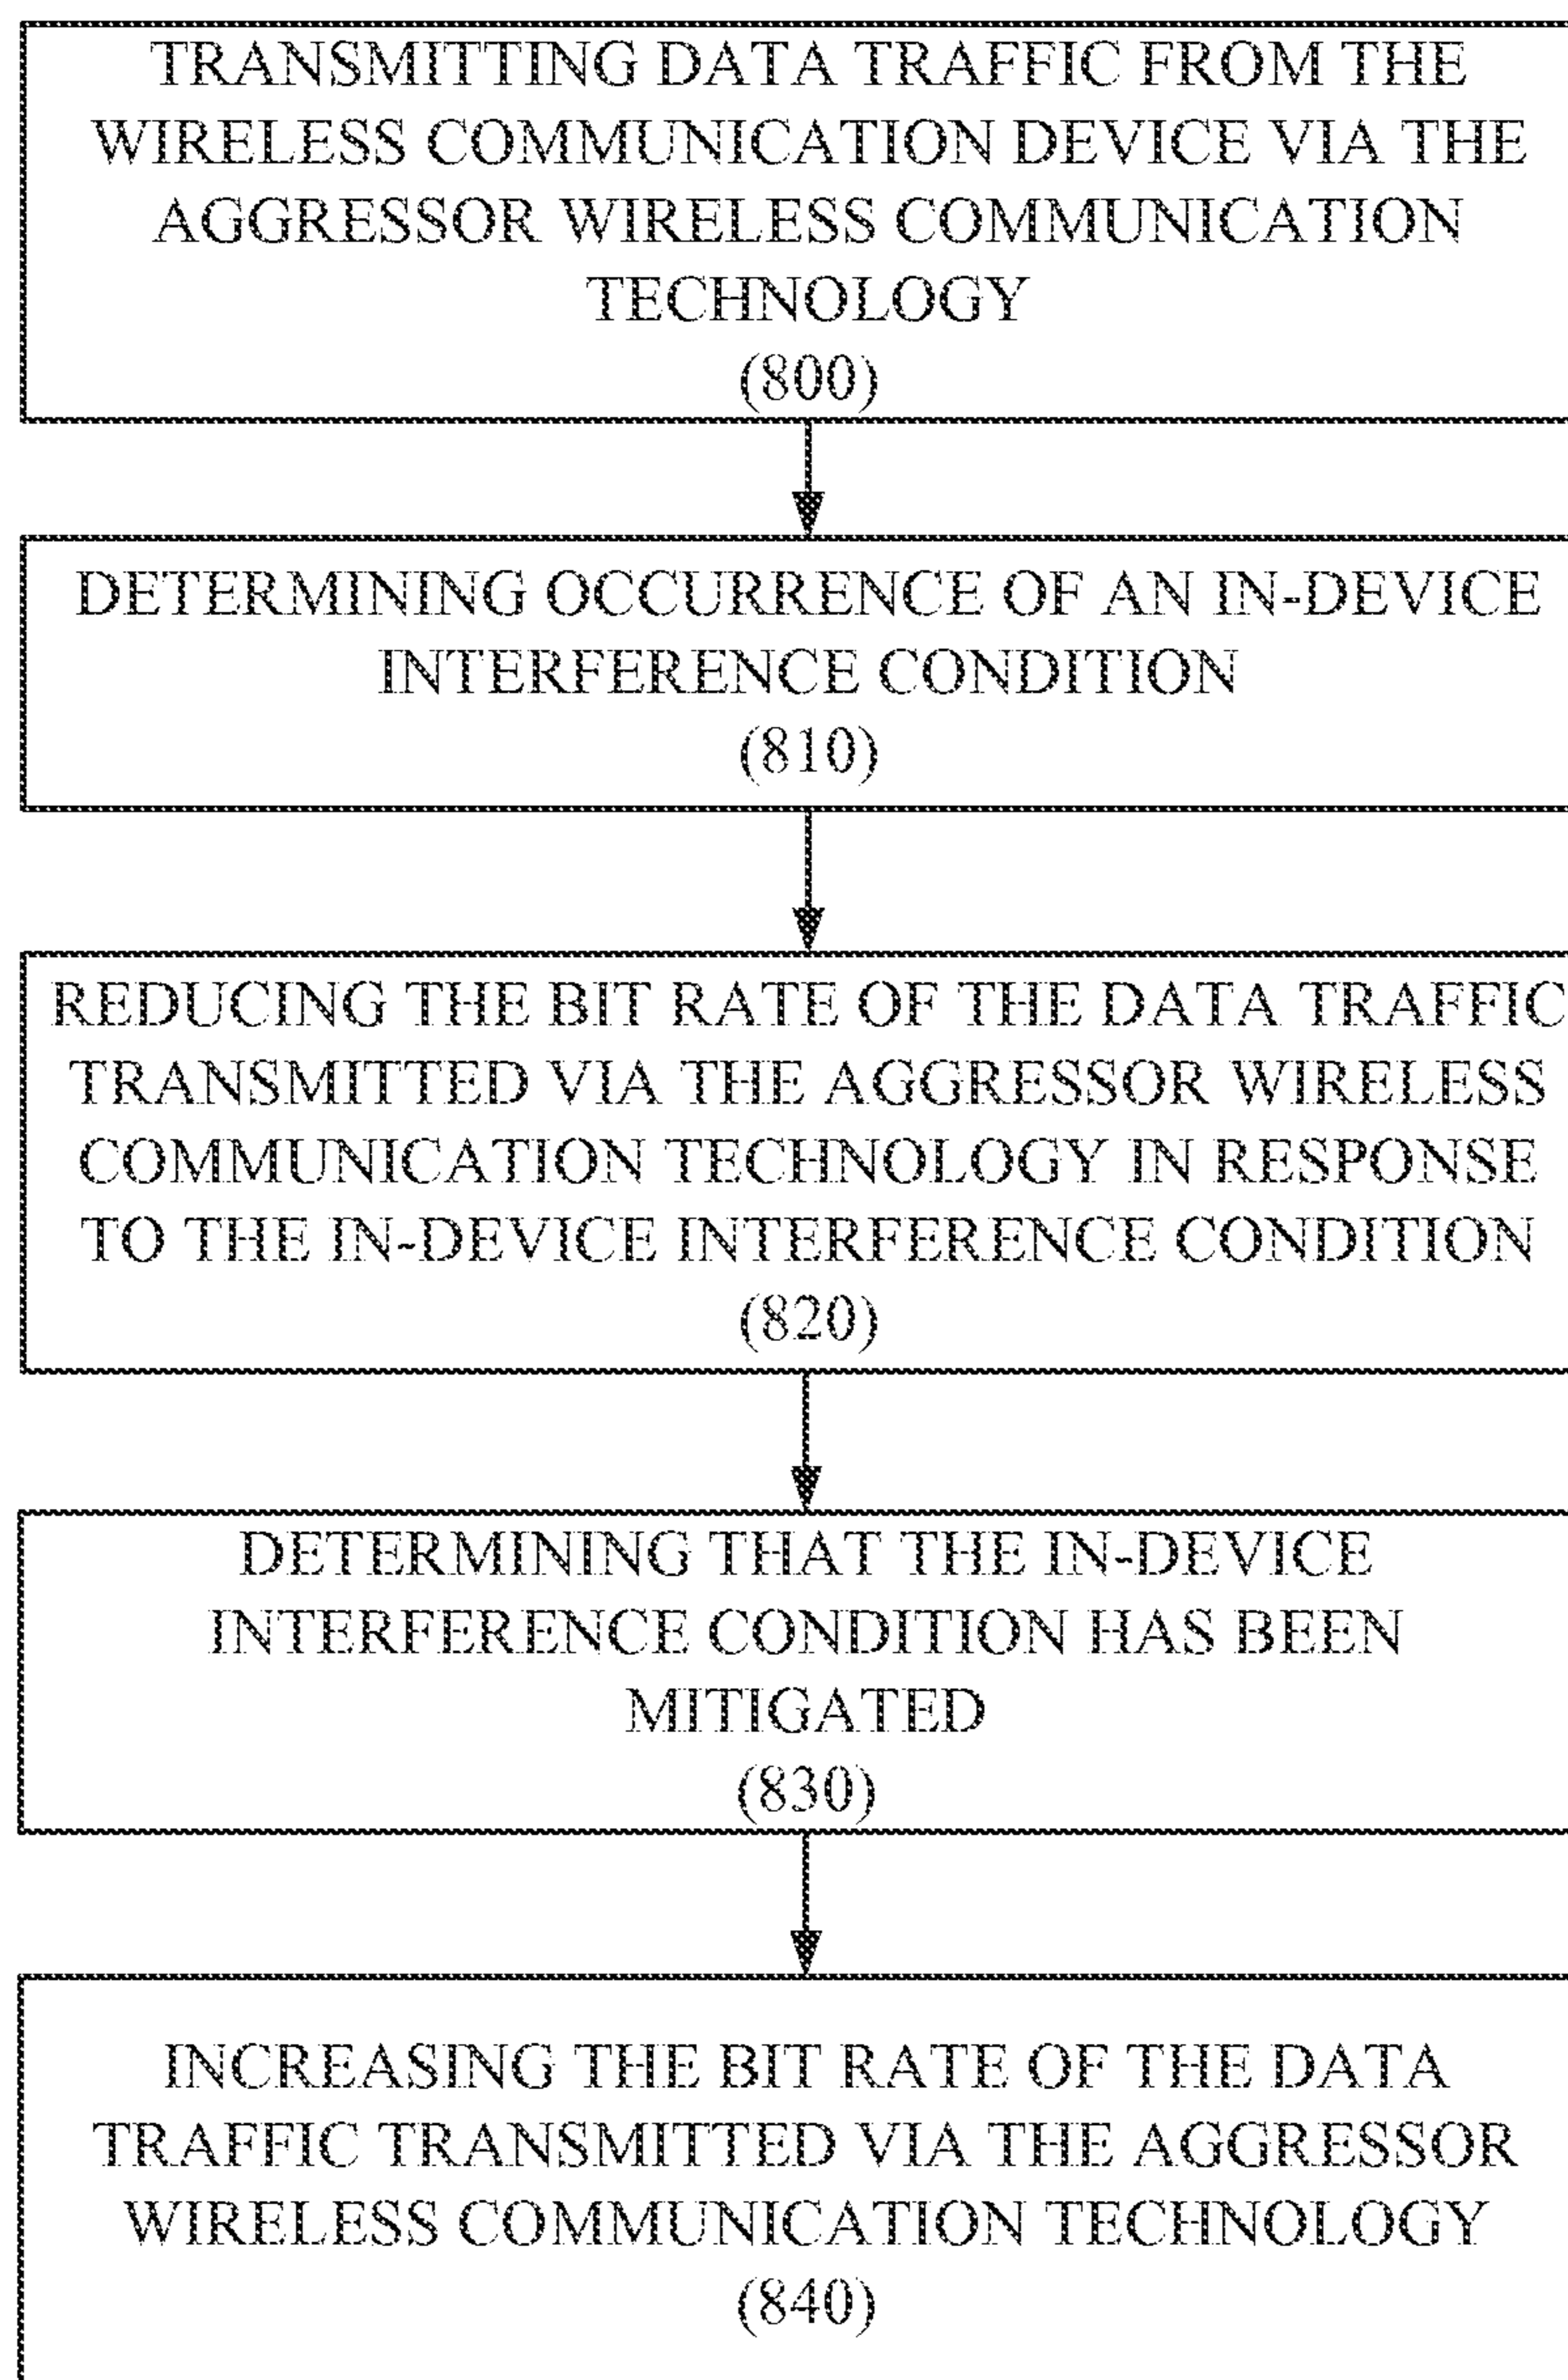 TRANSMITTING DATA TRAFFIC FROM THE
WIRELESS COMMUNICATION DEVICE VIA THE
AGGRESSOR WIRELESS COMMUNICATION
TECHNOLOGY
(800)
DETERMINING OCCURRENCE OF AN IN-DEVICE
INTERFERENCE CONDITION
(810)
REDUCING THE BIT RATE OF THE DATA TRAFFIC
TRANSMITTED VIA THE AGGRESSOR WIRELESS
COMMUNICATION TECHNOLOGY IN RESPONSE
TO THE IN-DEVICE INTERFERENCE CONDITION
(820)
DETERMINING THAT THE IN-DEVICE
INTERFERENCE CONDITION HAS BEEN
MITIGATED
(830)
INCREASING THE BIT RATE OF THE DATA
TRAFFIC TRANSMITTED VIA THE AGGRESSOR
WIRELESS COMMUNICATION TECHNOLOGY
(840)